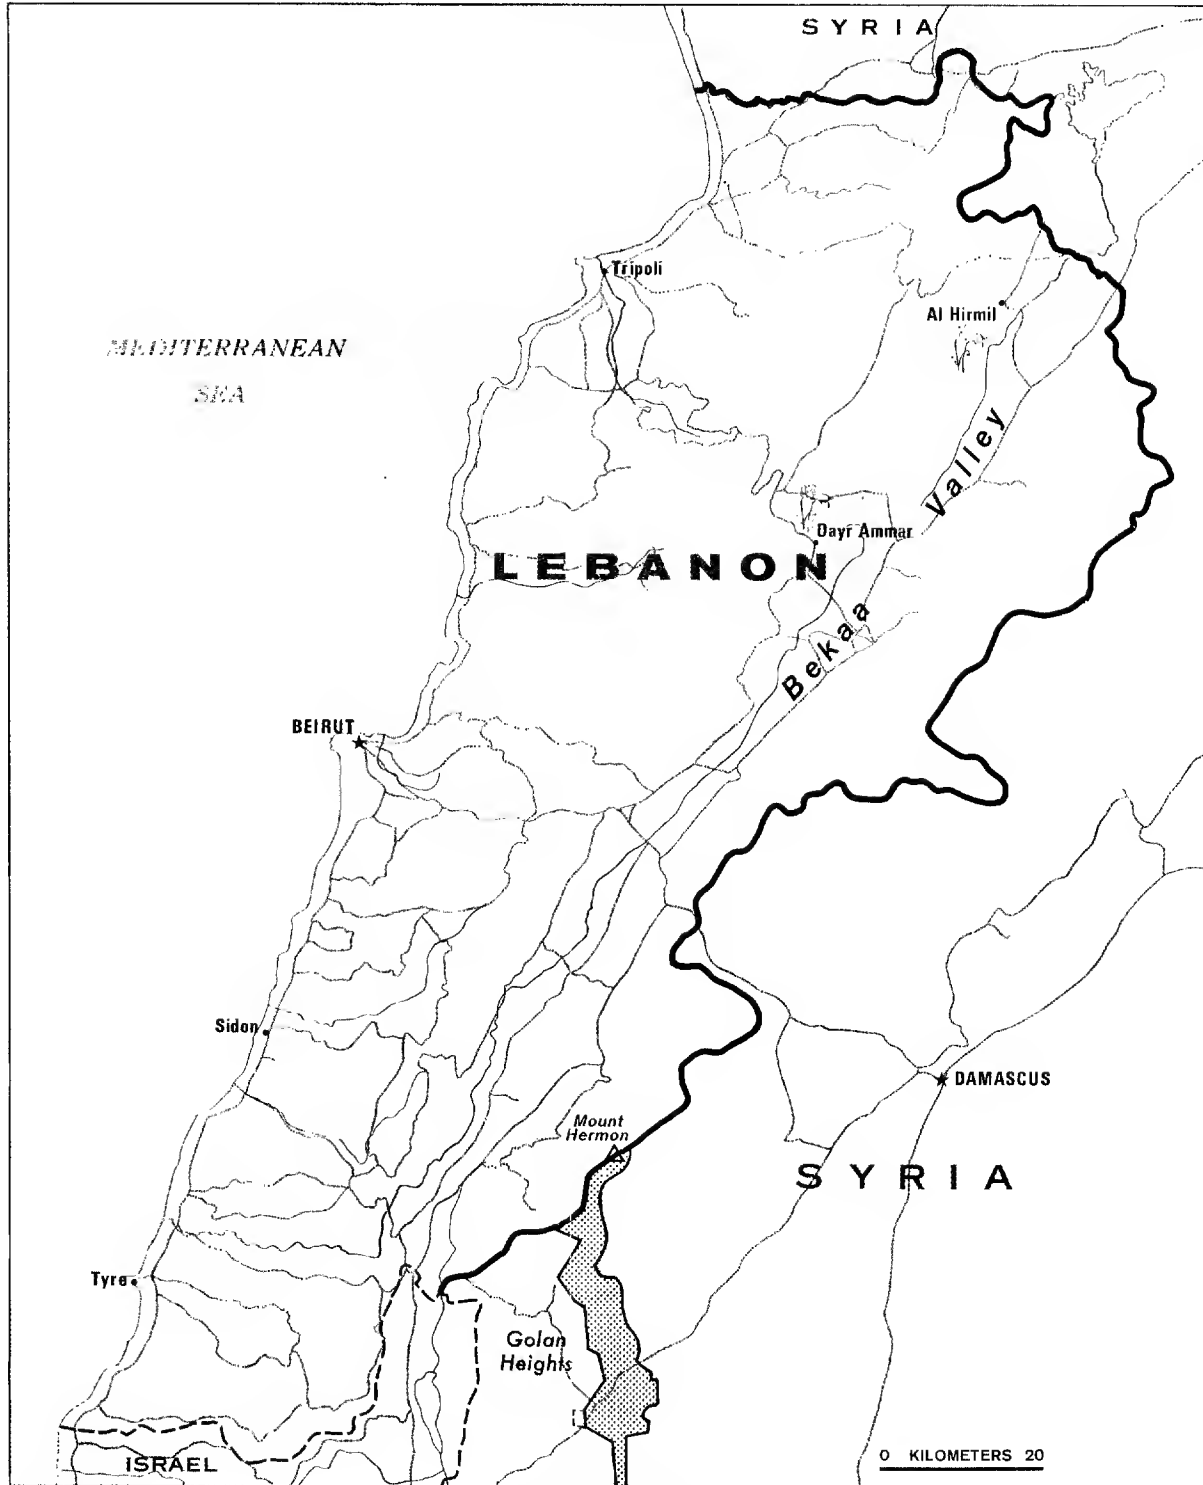 SYRIA
Tripoli
Al Hirmil
MEDITERRANEAN
SEA
Valley
Dayr Ammar
LEBANON
Bekaa
BEIRUT
Sidon
DAMASCUS
Mount
Hermon
SYRIA
Tyre
Golan
Heights
ISRAEL
0 KILOMETERS 20